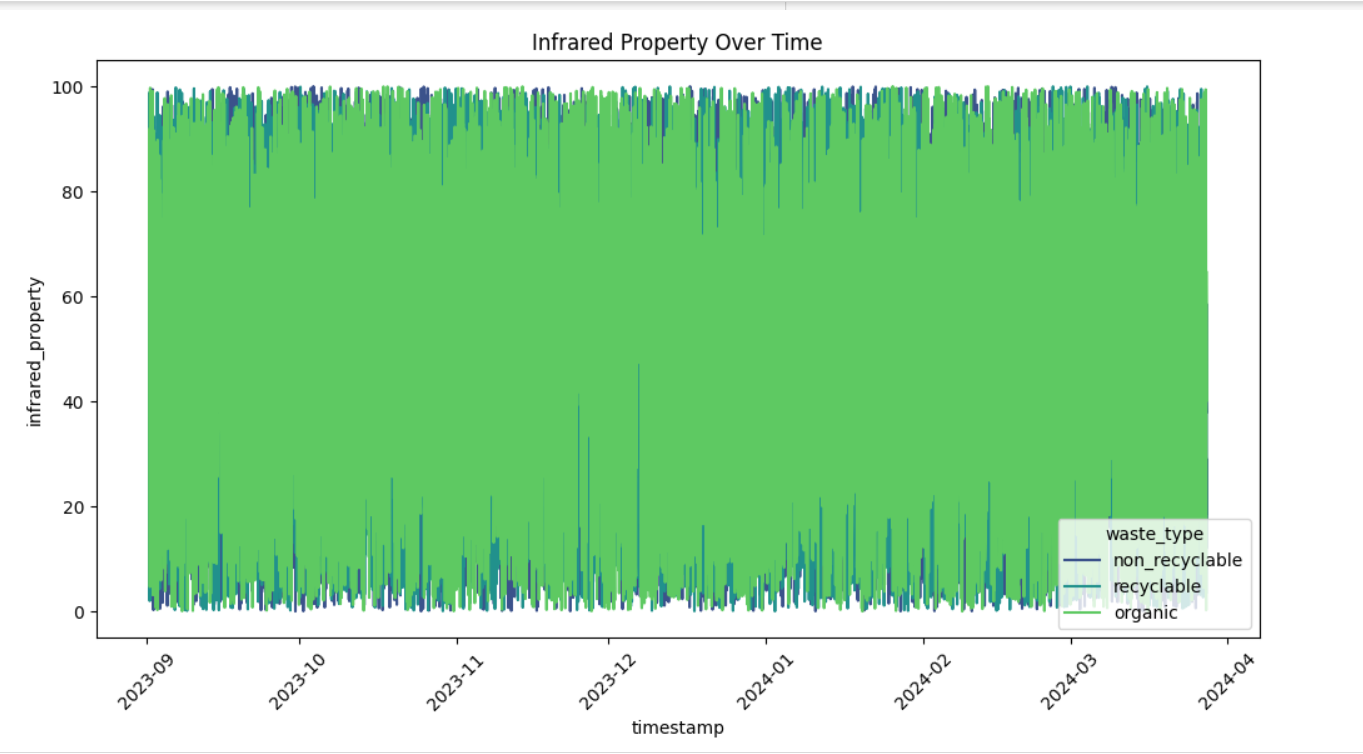 Infrared Property Over Time
infrared_property
100
80
60
40
20
0
waste_type
non_recyclable
recyclable
organic
2023-09
2023-10
2023-11
2023-12
2024-01
2024-02
2024-03
2024-04
timestamp